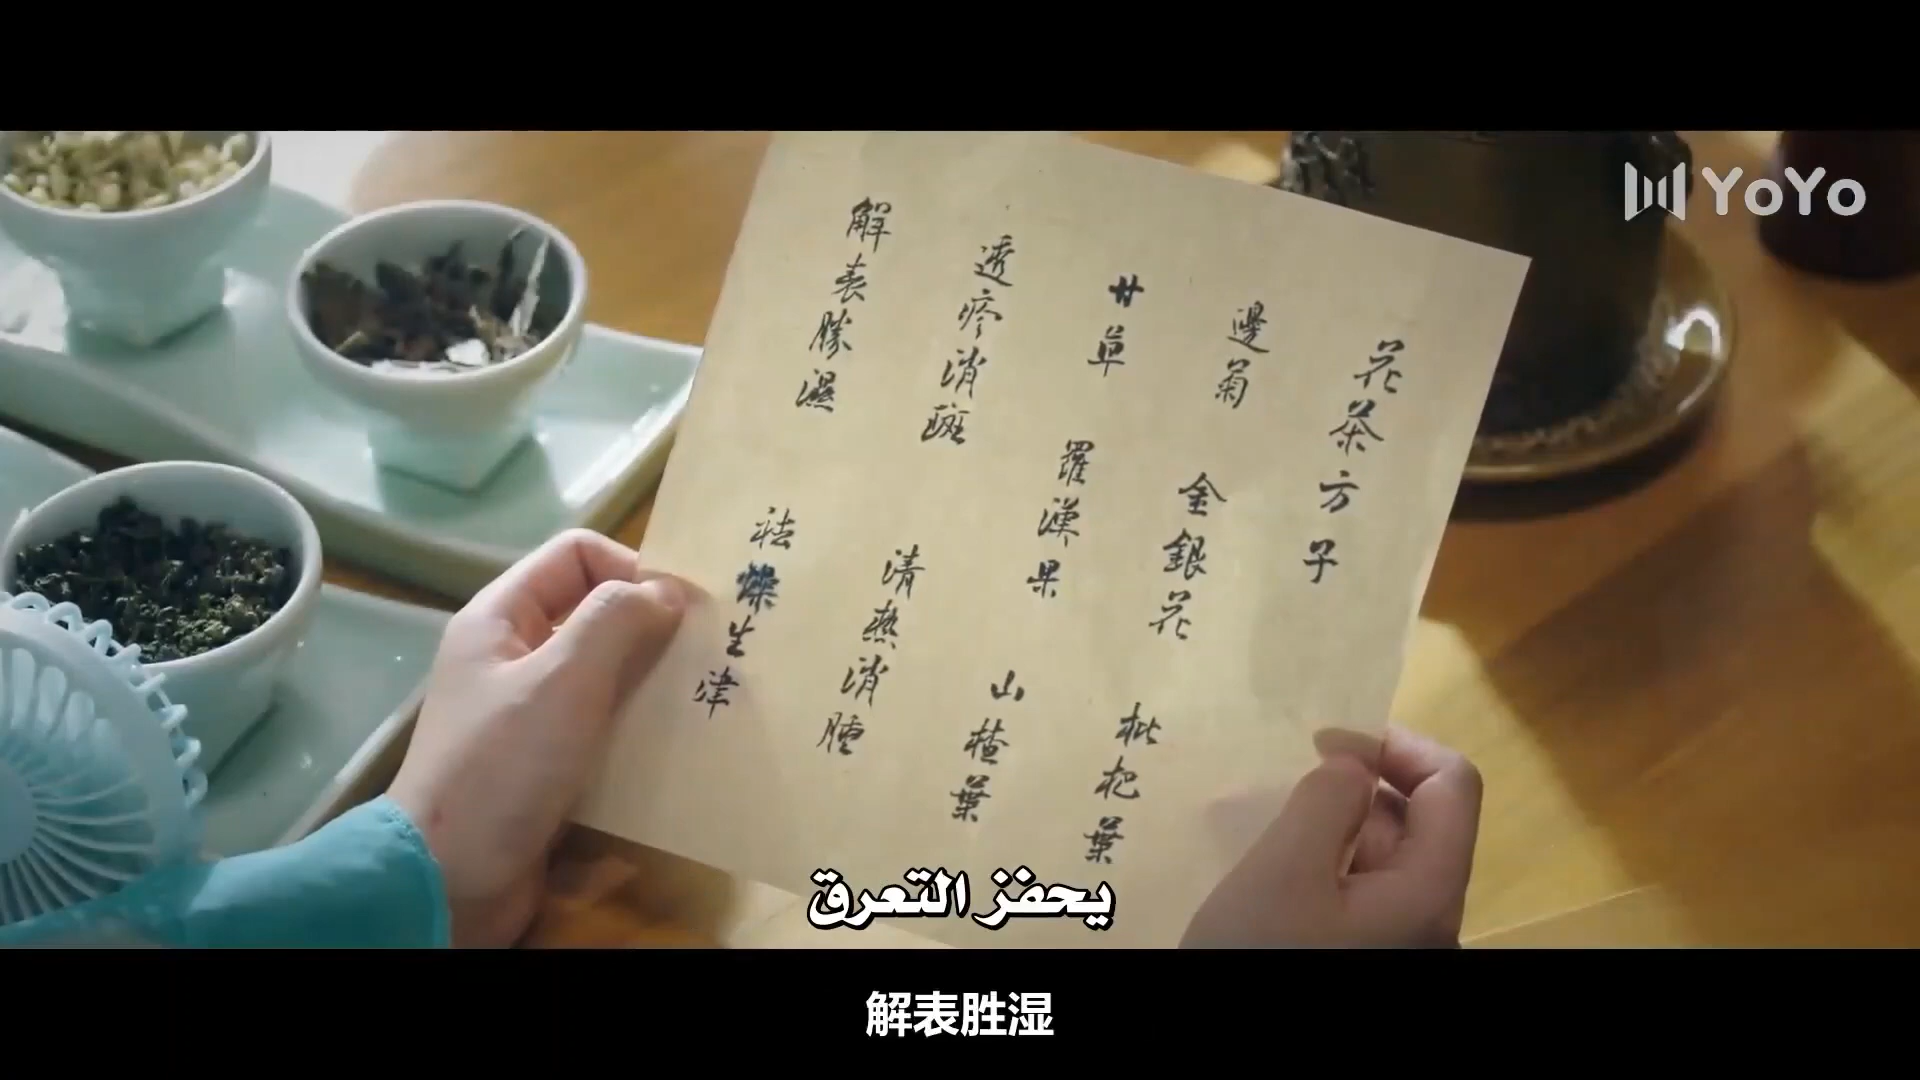 YoYo
花茶方子
邊菊 金銀花 枇杷葉
甘草 羅漢果 山楂葉
透疹消斑 清熱消腫
解表勝濕 祛燥生津
يحفز التعرق
解表胜湿